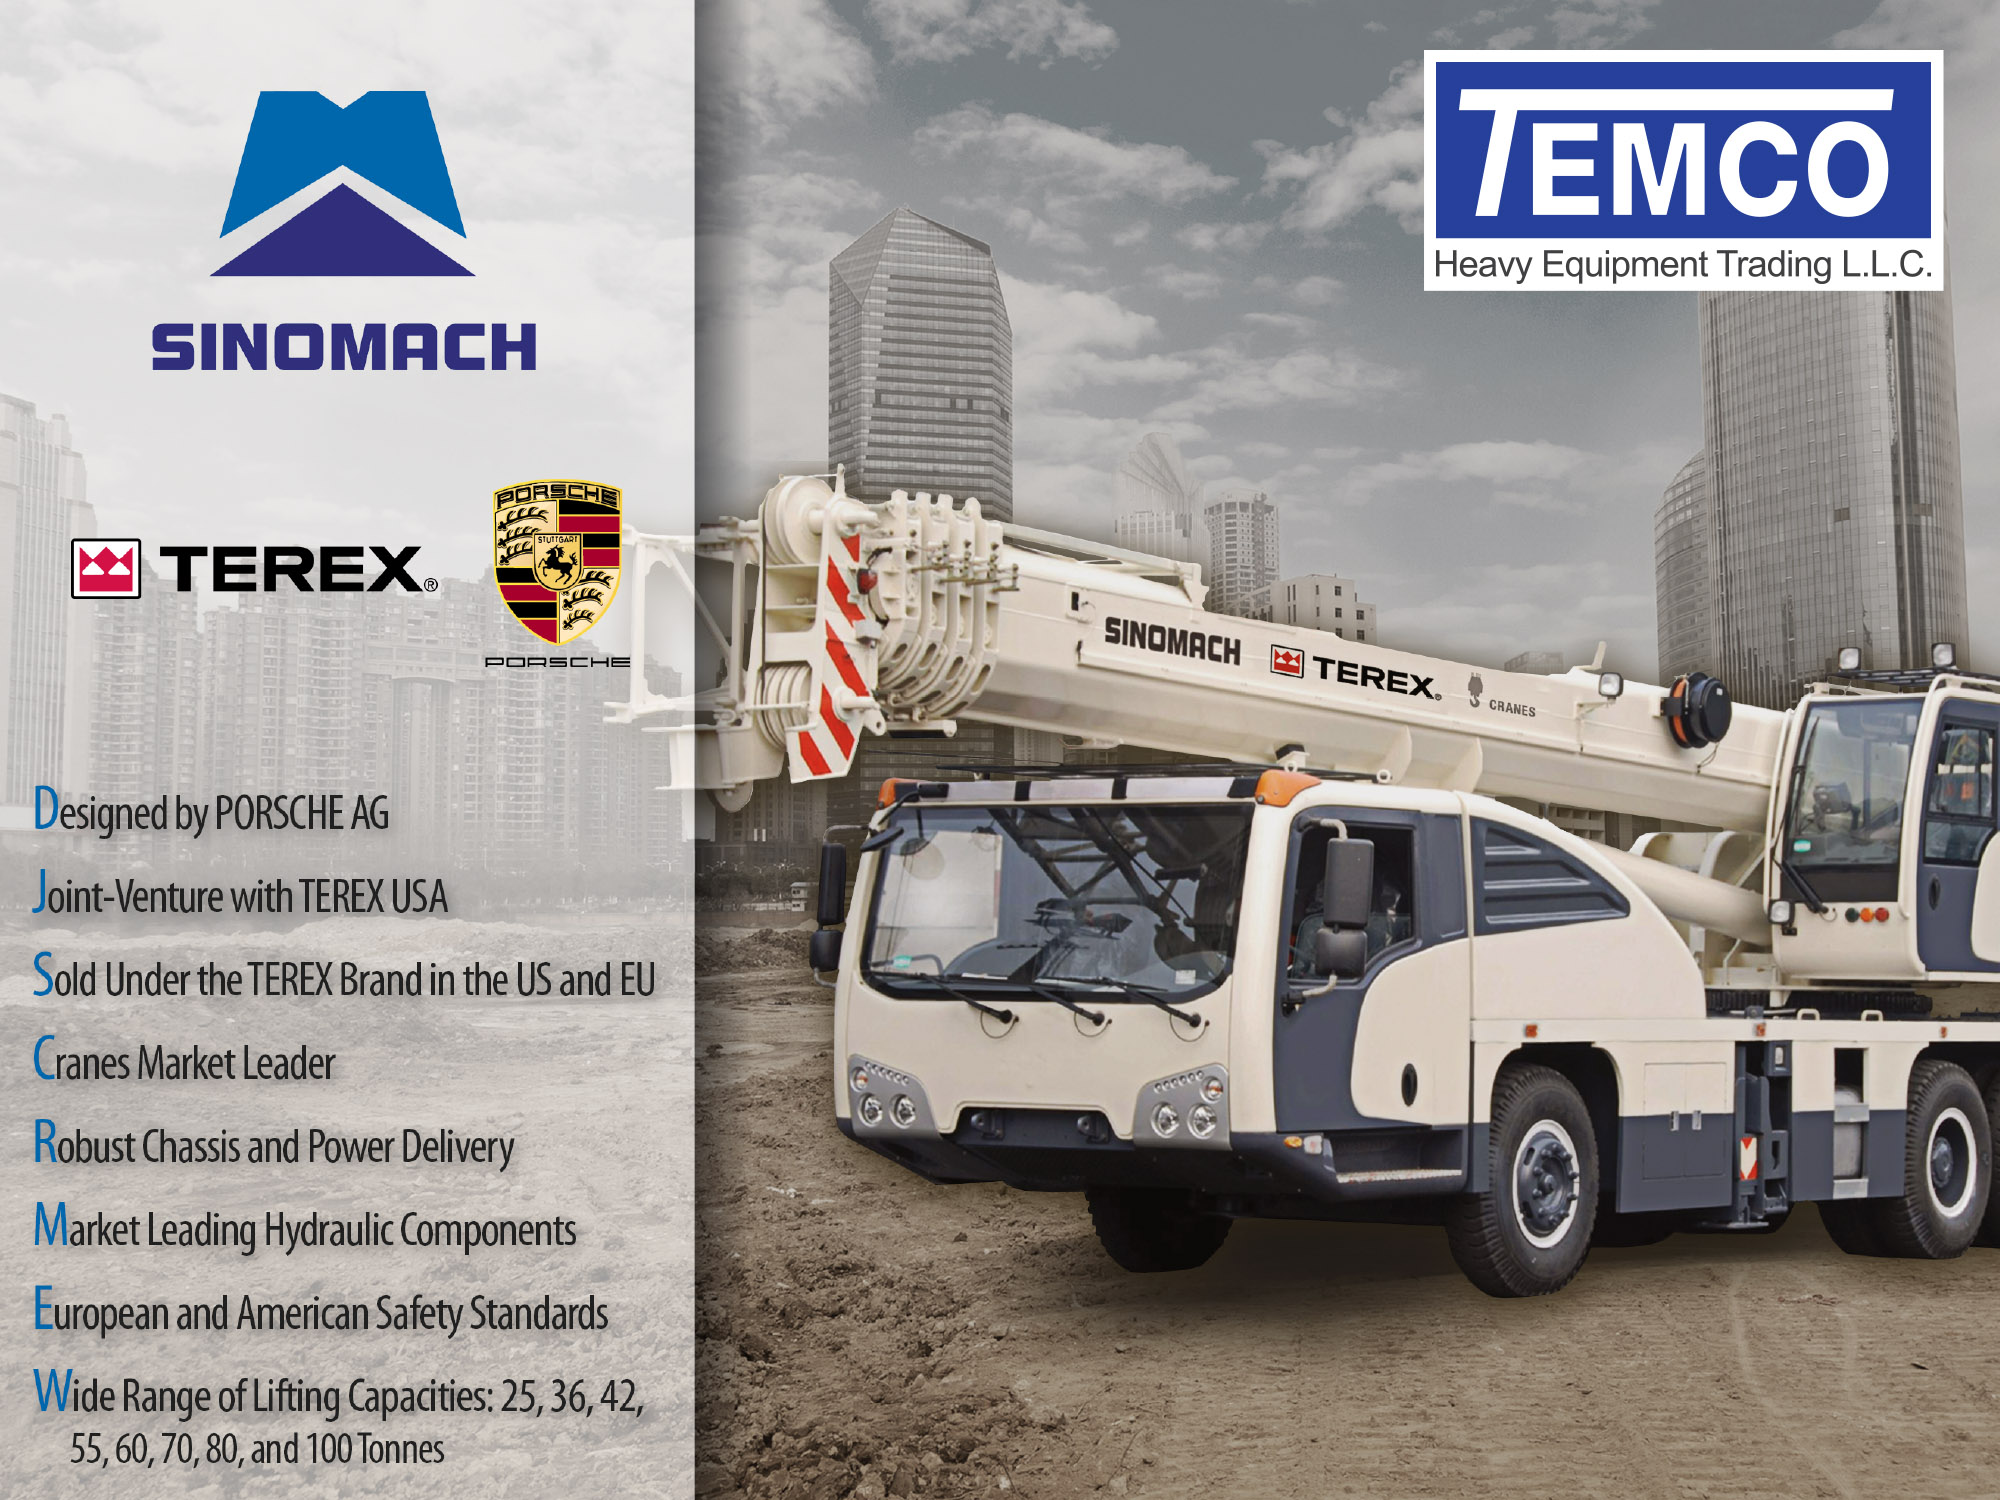 SINOMACH
TEREX®
PORSCHE
STUTTGART
PORSCHE
Designed by PORSCHE AG
Joint-Venture with TEREX USA
Sold Under the TEREX Brand in the US and EU
Cranes Market Leader
Robust Chassis and Power Delivery
Market Leading Hydraulic Components
European and American Safety Standards
Wide Range of Lifting Capacities: 25, 36, 42,
55, 60, 70, 80, and 100 Tonnes
TEMCO
Heavy Equipment Trading L.L.C.
SINOMACH TEREX® CRANES